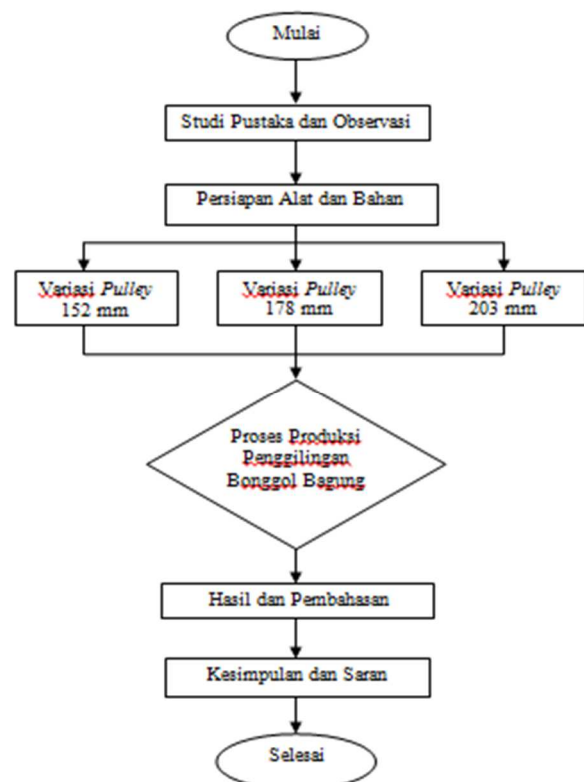 Mulai
Studi Pustaka dan Observasi
Persiapan Alat dan Bahan
Variasi Pulley
152 mm
Variasi Pulley
178 mm
Variasi Pulley
203 mm
Proses Produksi
Penggilingan
Bonggol Bagung
Hasil dan Pembahasan
Kesimpulan dan Saran
Selesai